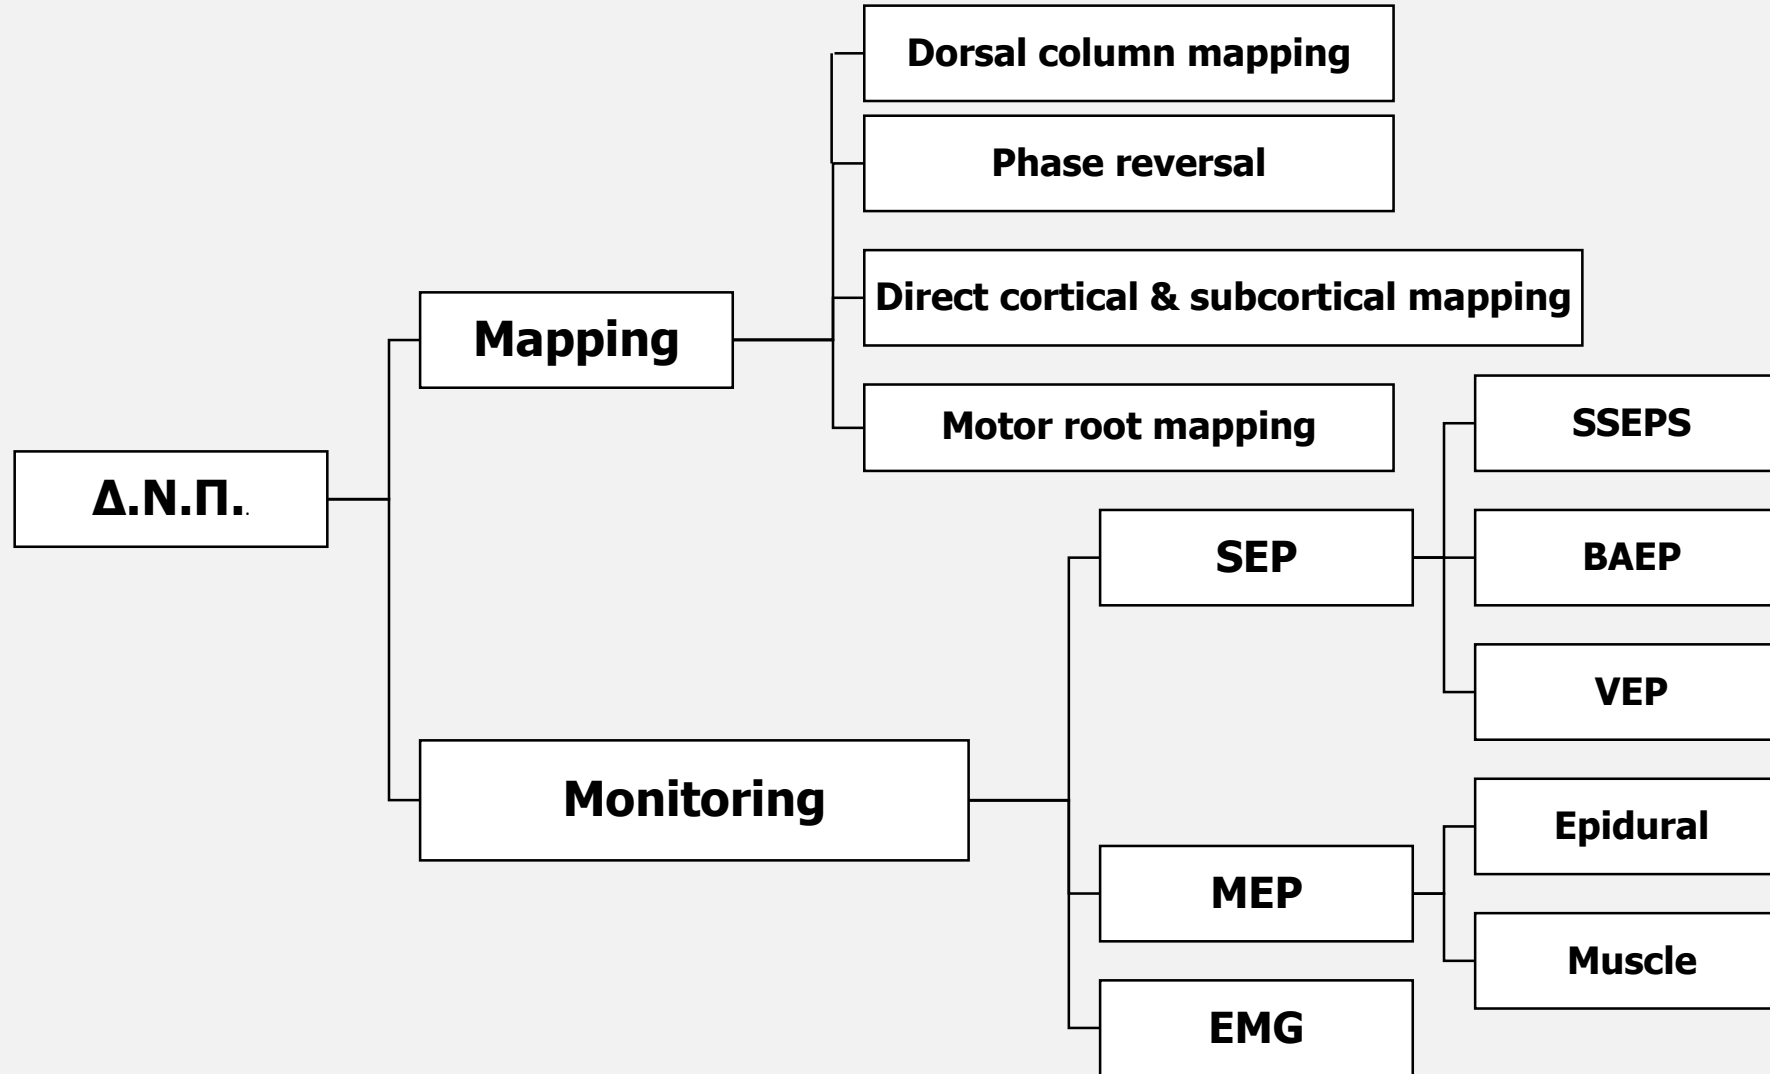 Dorsal column mapping
Phase reversal
Direct cortical & subcortical mapping
Mapping
Motor root mapping
SSEPS
Δ.Ν.Π..
SEP
BAEP
VEP
Monitoring
Epidural
MEP
Muscle
EMG